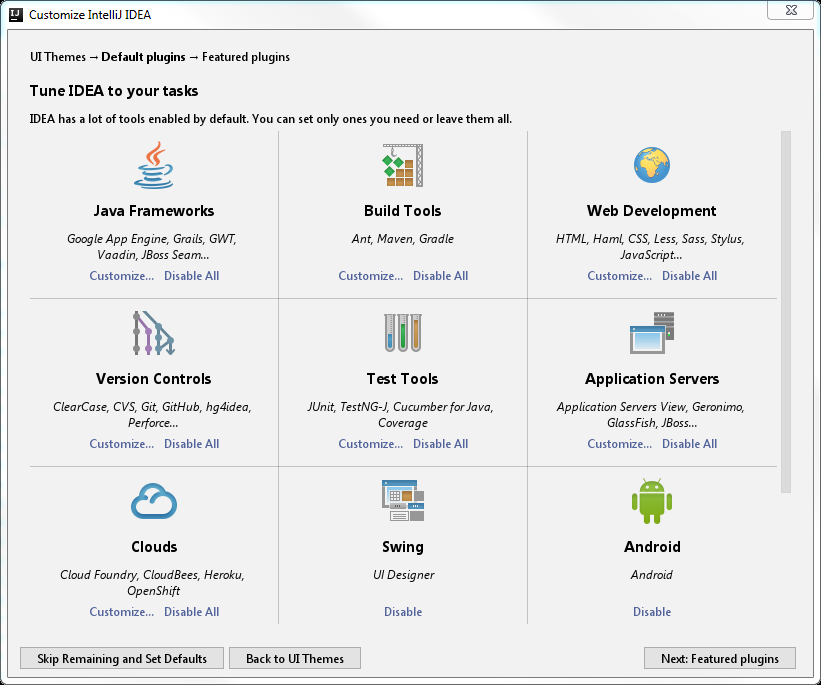 IJ
Customize IntelliJ IDEA
UI Themes → Default plugins → Featured plugins
Tune IDEA to your tasks
IDEA has a lot of tools enabled by default. You can set only ones you need or leave them all.
Java Frameworks
Google App Engine, Grails, GWT,
Vaadin, JBoss Seam...
Customize... Disable All
Build Tools
Ant, Maven, Gradle
Customize... Disable All
Web Development
HTML, Haml, CSS, Less, Sass, Stylus,
JavaScript...
Customize... Disable All
Version Controls
ClearCase, CVS, Git, GitHub, hg4idea,
Perforce...
Customize... Disable All
Test Tools
JUnit, TestNG-J, Cucumber for Java,
Coverage
Customize... Disable All
Application Servers
Application Servers View, Geronimo,
GlassFish, JBoss...
Customize... Disable All
Clouds
Cloud Foundry, CloudBees, Heroku,
OpenShift
Customize... Disable All
Swing
UI Designer
Disable
Android
Android
Disable
Skip Remaining and Set Defaults
Back to UI Themes
Next: Featured plugins